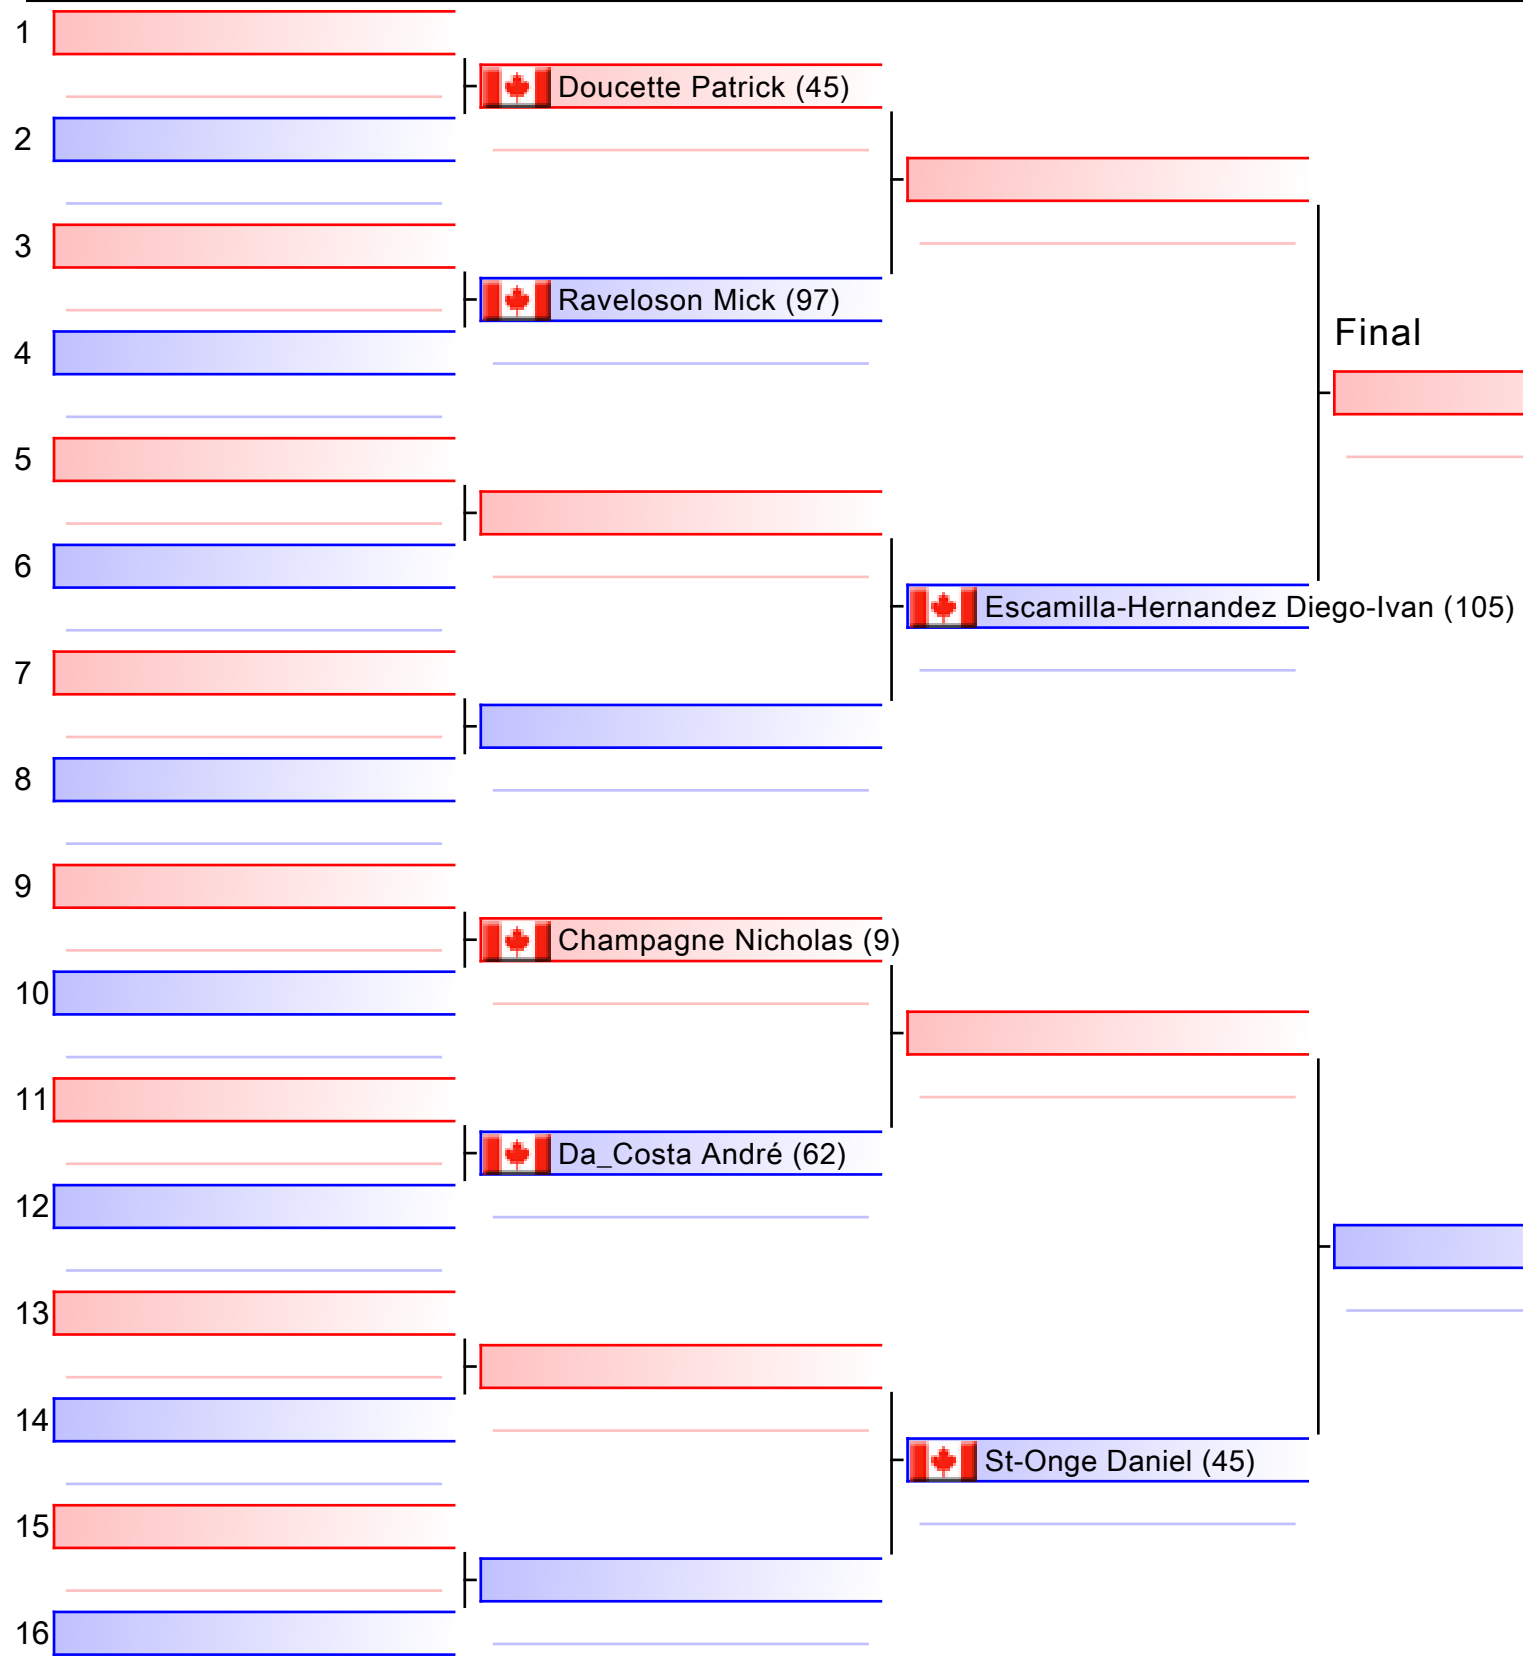 1
Doucette Patrick (45)
2
3
Raveloson Mick (97)
Final
4
5
6
Escamilla-Hernandez Diego-Ivan (105)
7
8
9
Champagne Nicholas (9)
10
11
Da_Costa André (62)
12
13
14
St-Onge Daniel (45)
15
16